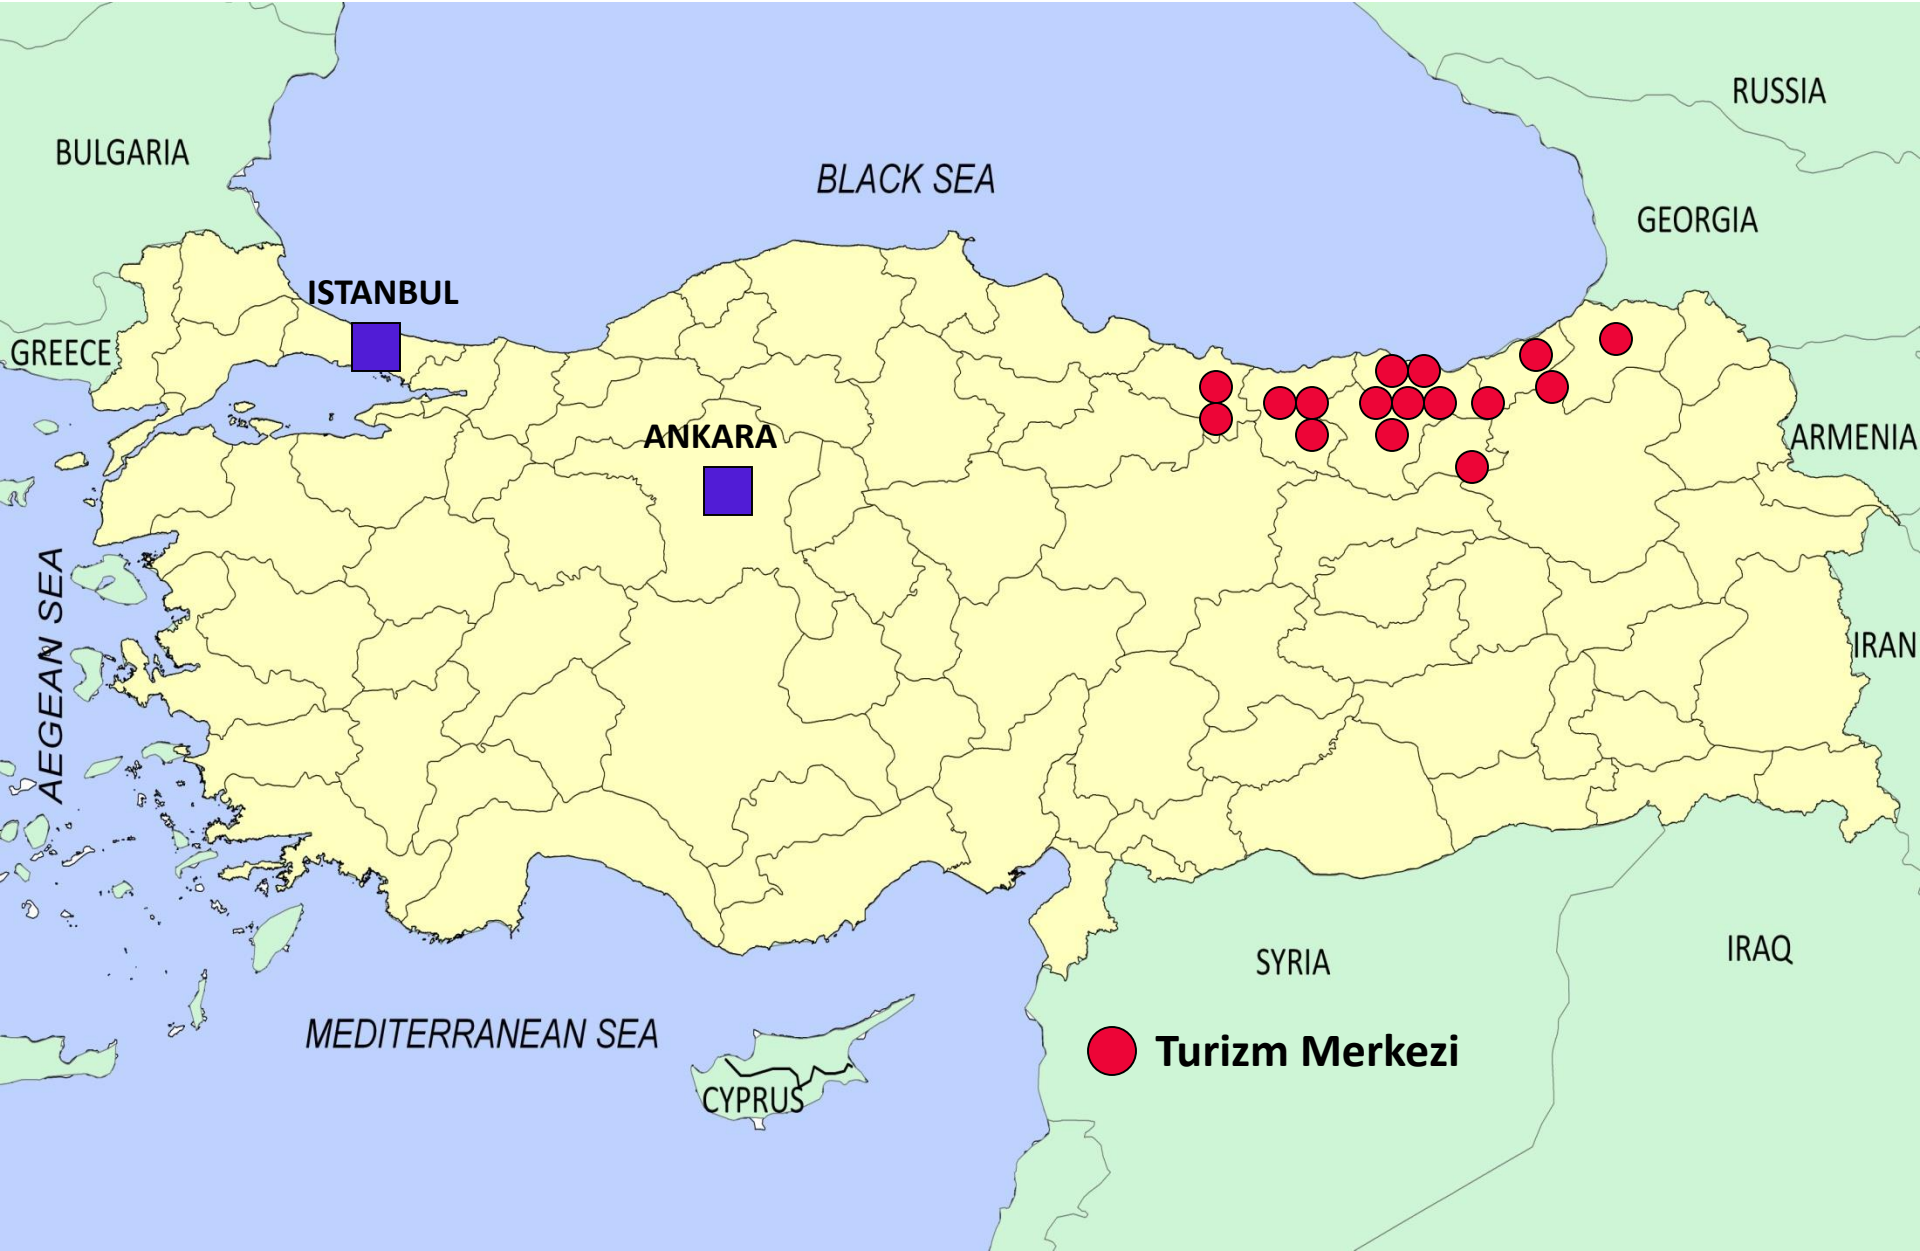 RUSSIA
BULGARIA
BLACK SEA
GEORGIA
ISTANBUL
GREECE
ANKARA
ARMENIA
AEGEAN SEA
IRAN
SYRIA
IRAQ
MEDITERRANEAN SEA
Turizm Merkezi
CYPRUS